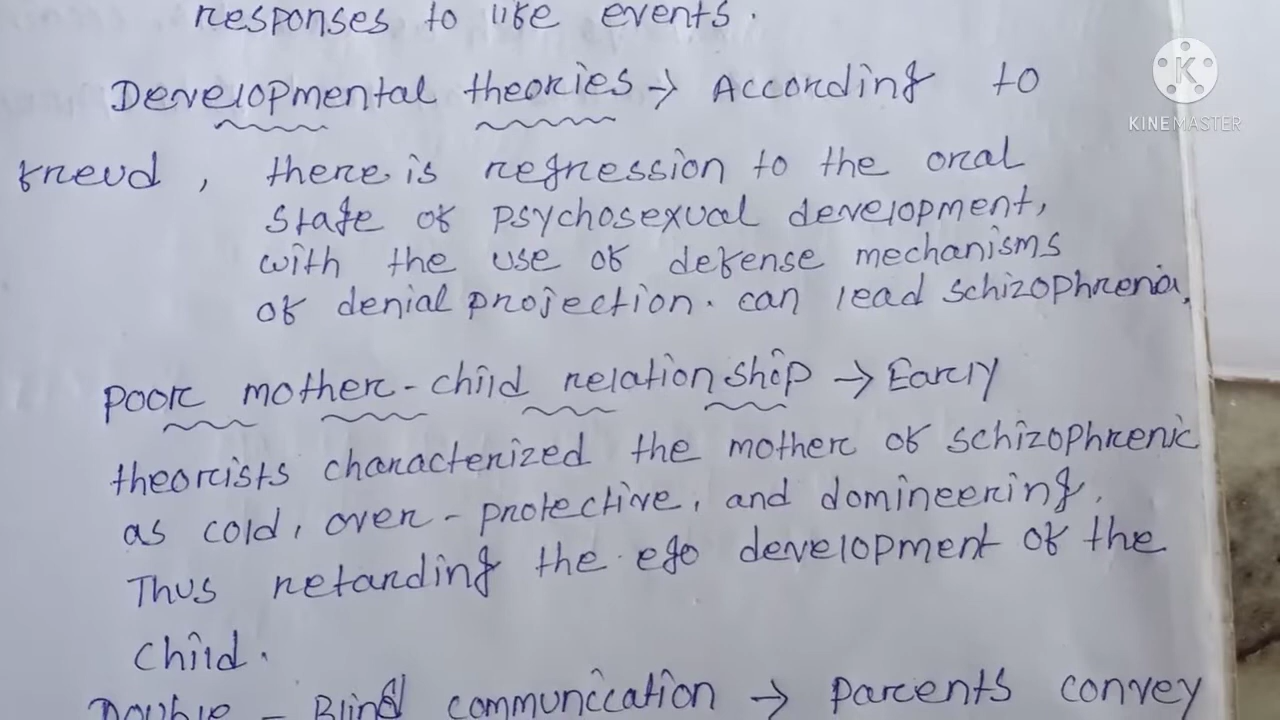 responses to life events.
Developmental theories → According to
freud, there is regression to the oral
state of psychosexual development,
with the use of defense mechanisms
of denial projection. can lead schizophrenia,
poor mother-child relationship → Early
theorists characterized the mother of schizophrenic
as cold, over-protective, and domineering.
Thus retarding the ego development of the
child.
Double - Blind communication → parents convey
KINEMASTER